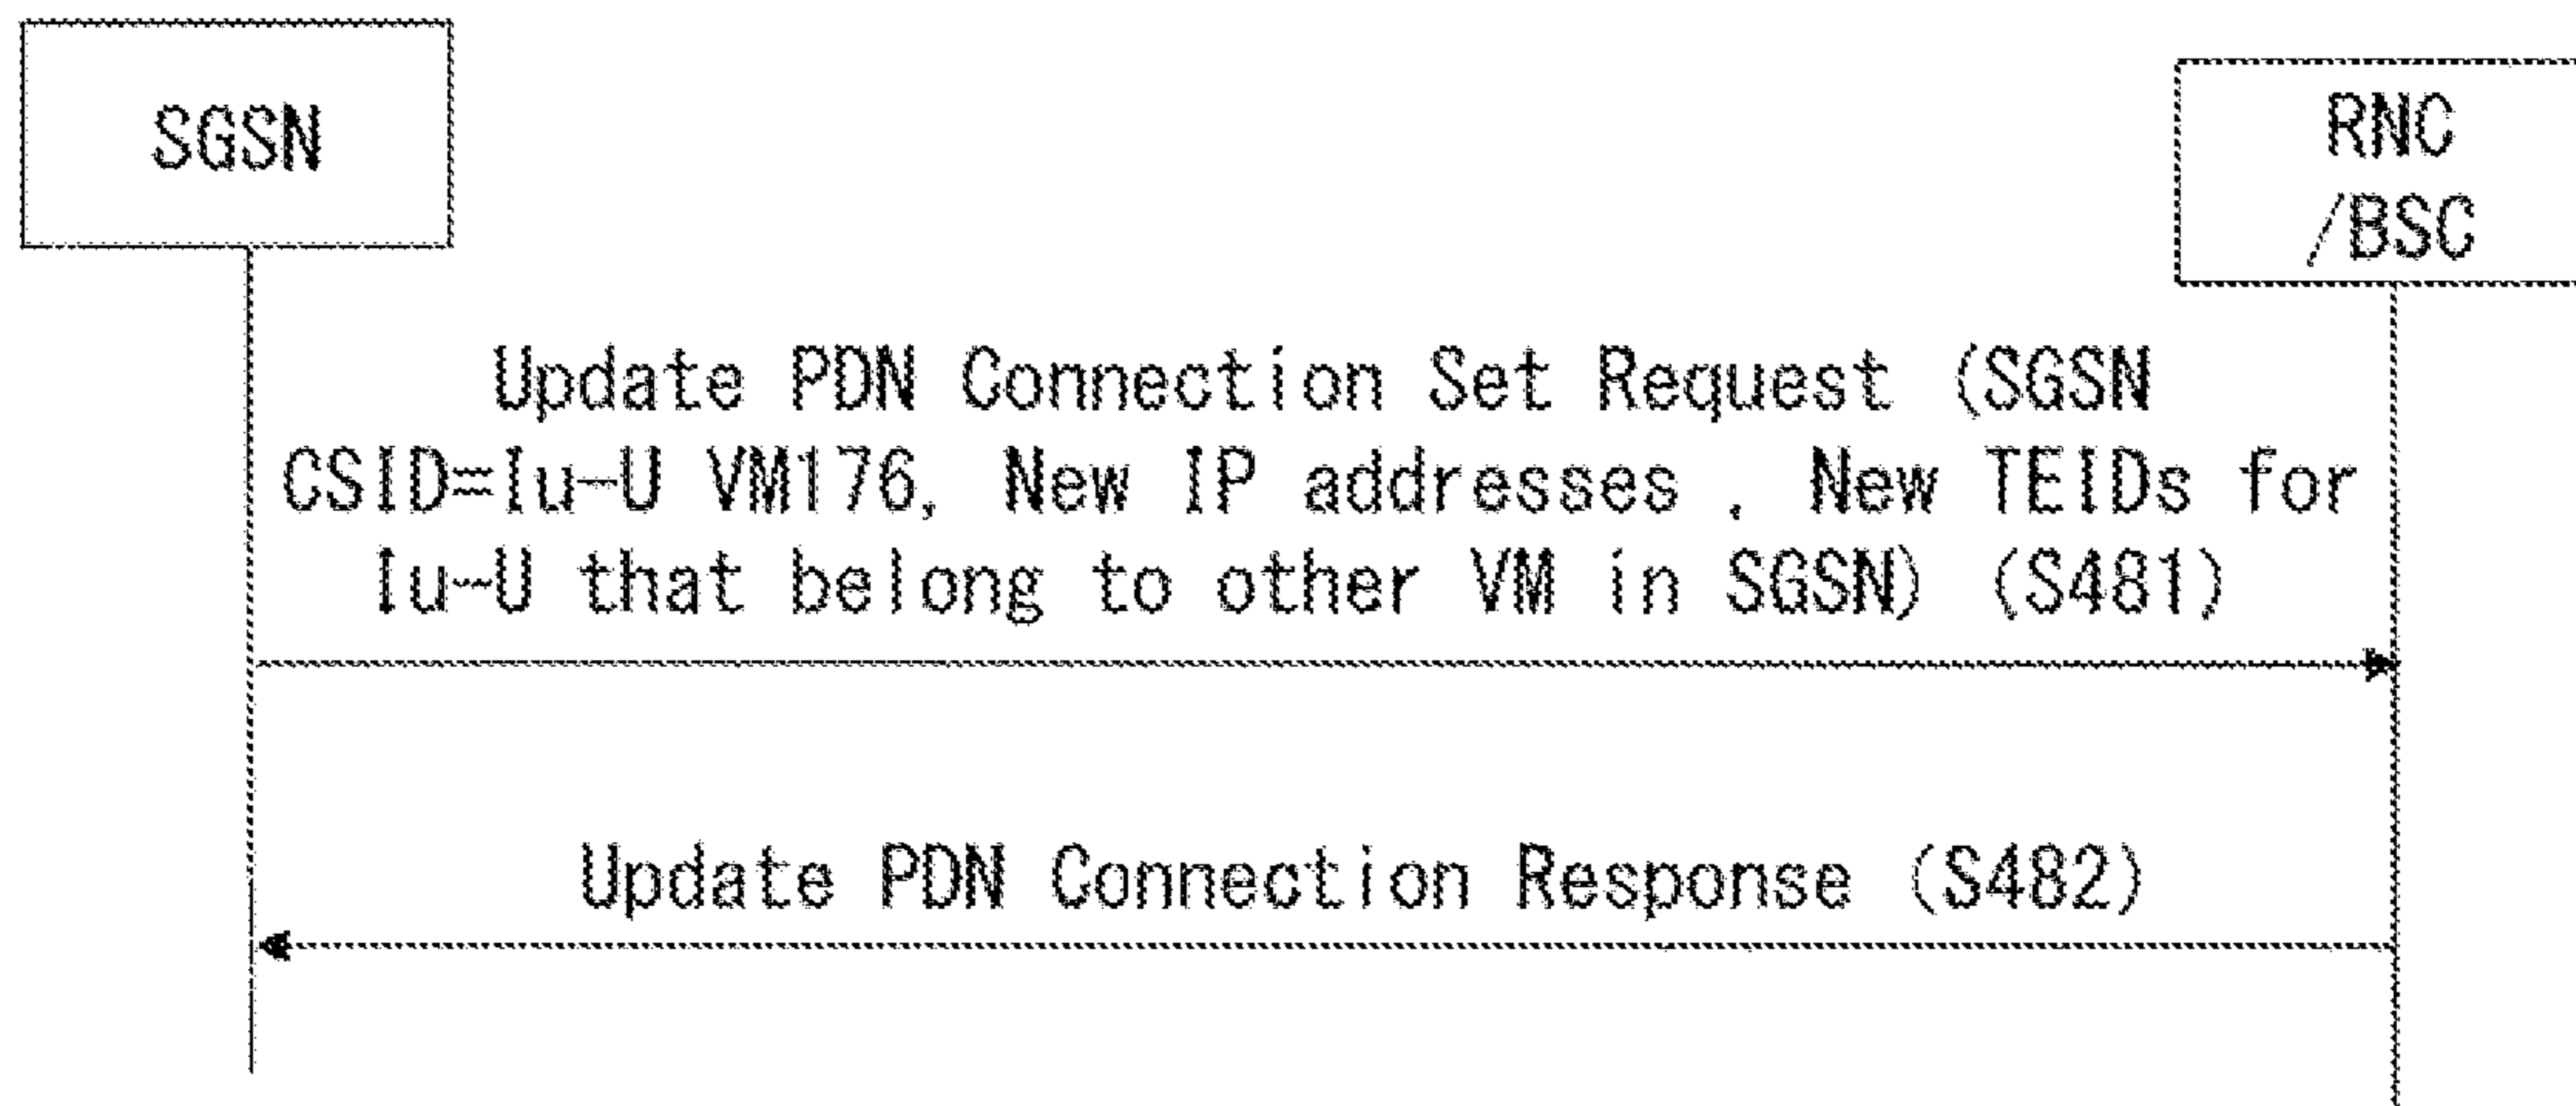 SGSN
RNC
/BSC
Update PDN Connection Set Request (SGSN
CSID=Iu-U VM176, New IP addresses , New TEIDs for
Iu-U that belong to other VM in SGSN) (S481)
Update PDN Connection Response (S482)